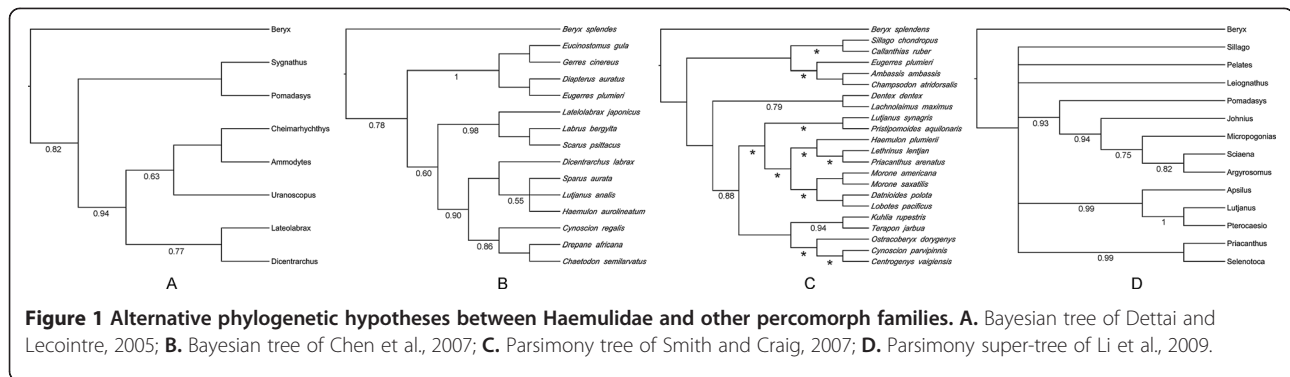 Beryx
Sygnathus
Pomadasys
Cheimarhychthys
Ammodytes
Uranoscopus
Lateolabrax
Dicentrarchus
0.82
0.94
0.63
0.77
A
Beryx splendes
Eucinostomus gula
Gerres cinereus
Diapterus auratus
Eugerres plumieri
Latelolabrax japonicus
Labrus bergylta
Scarus psittacus
Dicentrarchus labrax
Sparus aurata
Lutjanus analis
Haemulon aurolineatum
Cynoscion regalis
Drepane africana
Chaetodon semilarvatus
1
0.78
0.98
0.60
0.55
0.90
0.86
B
Beryx splendens
Sillago chondropus
Callanthias ruber
Eugerres plumieri
Ambassis ambassis
Champsodon atridorsalis
Dentex dentex
Lachnolaimus maximus
Lutjanus synagris
Pristipomoides aquilonaris
Haemulon plumierii
Lethrinus lentjan
Priacanthus arenatus
Morone americana
Morone saxatilis
Datnioides polota
Lobotes pacificus
Kuhlia rupestris
Terapon jarbua
Ostracoberyx dorygenys
Cynoscion parvipinnis
Centrogenys vaigiensis
*
*
0.79
*
*
*
*
*
*
0.88
0.94
*
*
C
Beryx
Sillago
Pelates
Leiognathus
Pomadasys
Johnius
Micropogonias
Sciaena
Argyrosomus
Apsilus
Lutjanus
Pterocaesio
Priacanthus
Selenotoca
0.93
0.94
0.75
0.82
0.99
1
0.99
D
Figure 1 Alternative phylogenetic hypotheses between Haemulidae and other percomorph families. A. Bayesian tree of Dettai and
Lecointre, 2005; B. Bayesian tree of Chen et al., 2007; C. Parsimony tree of Smith and Craig, 2007; D. Parsimony super-tree of Li et al., 2009.